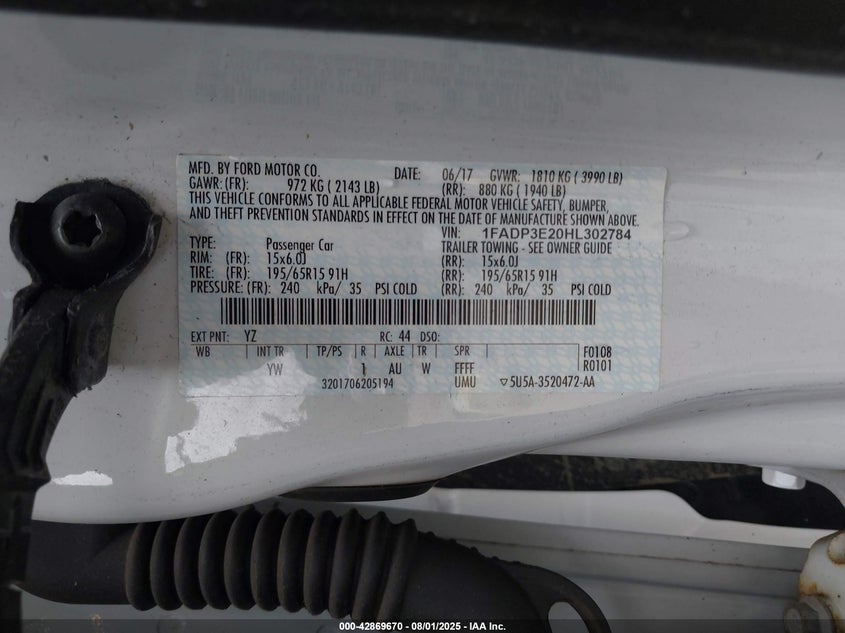 MFD. BY FORD MOTOR CO. DATE: 06/17 GVWR: 1810 KG ( 3990 LB)
GAWR: (FR): 972 KG ( 2143 LB) (RR): 880 KG ( 1940 LB)
THIS VEHICLE CONFORMS TO ALL APPLICABLE FEDERAL MOTOR VEHICLE SAFETY, BUMPER,
AND THEFT PREVENTION STANDARDS IN EFFECT ON THE DATE OF MANUFACTURE SHOWN ABOVE.
VIN: 1FADP3E20HL302784
TYPE: Passenger Car TRAILER TOWING - SEE OWNER GUIDE
RIM: (FR): 15x6.0J (RR): 15x6.0J
TIRE: (FR): 195/65R15 91H (RR): 195/65R15 91H
PRESSURE: (FR): 240 kPa/ 35 PSI COLD (RR): 240 kPa/ 35 PSI COLD
EXT PNT: YZ RC: 44 DSO:
WB INT TR TP/PS R AXLE TR SPR F0108
YW 1 AU W FFFF R0101
3201706205194 UMU ▽5U5A-3520472-AA
000-42869670 - 08/01/2025 - IAA Inc.